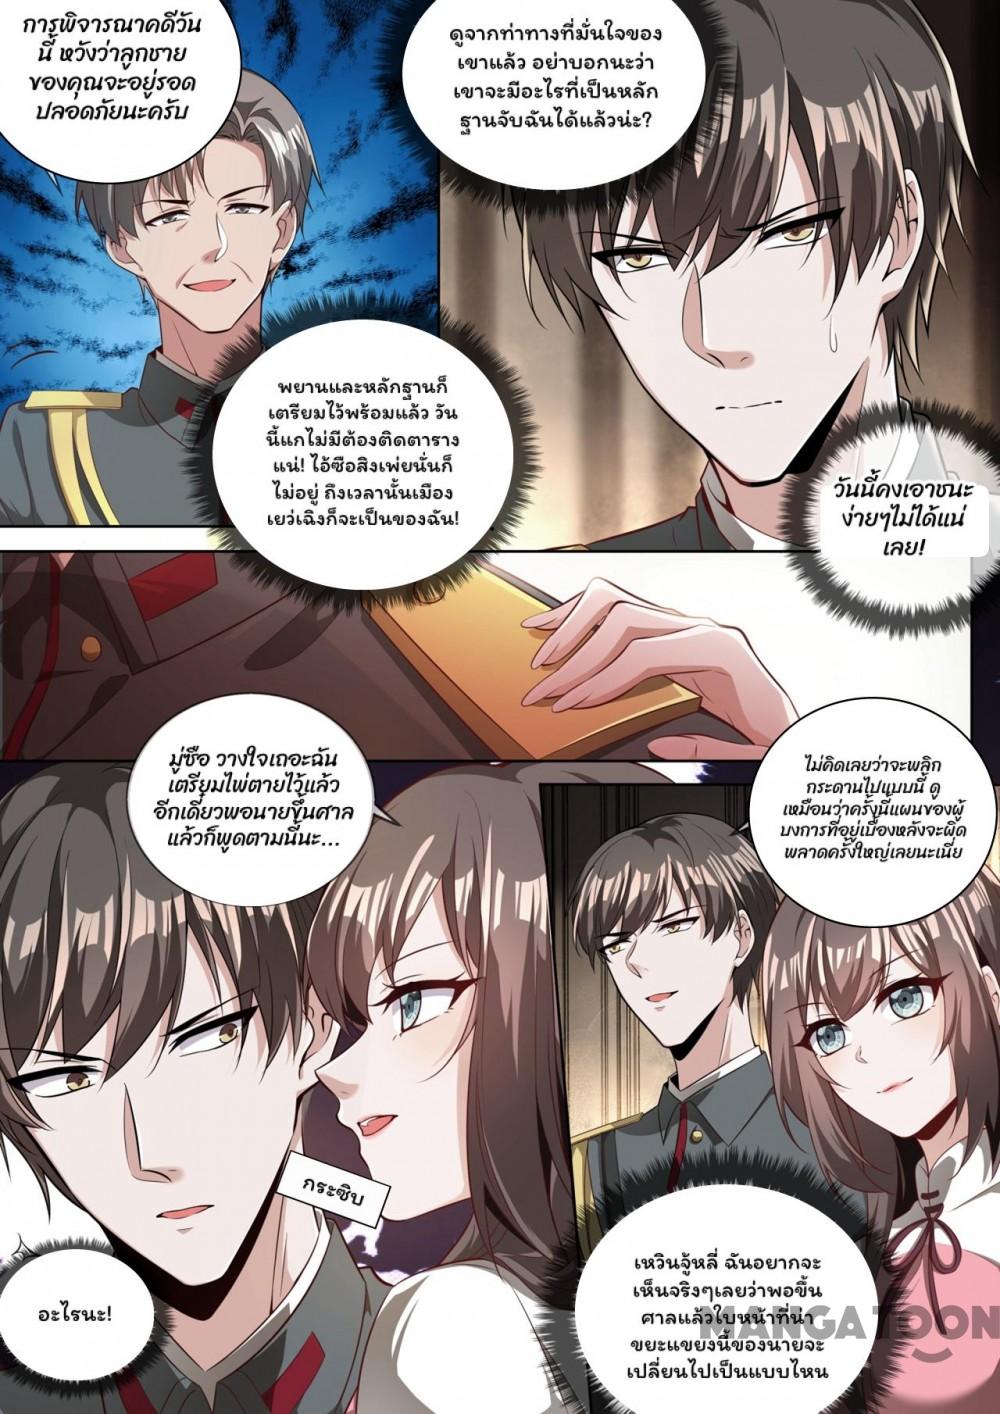 การพิจารณาคดีวัน
นี้ หวังว่าลูกชาย
ของคุณจะอยู่รอด
ปลอดภัยนะครับ
ดูจากท่าทางที่มั่นใจของ
เขาแล้ว อย่าบอกนะว่า
เขาจะมีอะไรที่เป็นหลัก
ฐานจับฉันได้แล้วน่ะ?
พยานและหลักฐานก็
เตรียมไว้พร้อมแล้ว วัน
นี้แกไม่มีต้องติดตาราง
แน่! ไอ้ซือสิงเพ่ยนั่นก็
ไม่อยู่ ถึงเวลานั้นเมือง
เยว่เฉิงก็จะเป็นของฉัน!
วันนี้คงเอาชนะ
ง่ายๆไม่ได้แน่
เลย!
มู่ซือ วางใจเถอะฉัน
เตรียมไพ่ตายไว้แล้ว
อีกเดี๋ยวพอนายขึ้นศาล
แล้วก็พูดตามนี้นะ...
ไม่คิดเลยว่าจะพลิก
กระดานไปแบบนี้ ดู
เหมือนว่าครั้งนี้แผนของผู้
บงการที่อยู่เบื้องหลังจะผิด
พลาดครั้งใหญ่เลยนะเนี่ย
กระซิบ
อะไรนะ!
เหวินจู้หลี่ ฉันอยากจะ
เห็นจริงๆเลยว่าพอขึ้น
ศาลแล้วใบหน้าที่น่า
ขยะแขยงนี้ของนายจะ
เปลี่ยนไปเป็นแบบไหน
MANGATOON